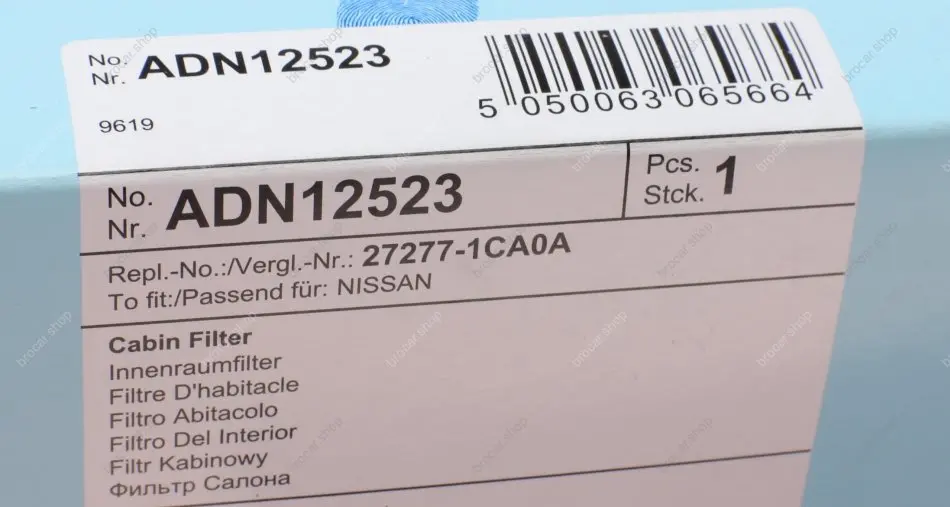 No. ADN12523
Nr.
5 050063 065664
9619
No. ADN12523
Nr.
Pcs. 1
Stck.
Repl.-No.:/Vergl.-Nr.: 27277-1CA0A
To fit:/Passend für: NISSAN
Cabin Filter
Innenraumfilter
Filtre D'habitacle
Filtro Abitacolo
Filtro Del Interior
Filtr Kabinowy
Фильтр Салона
brocar.shop